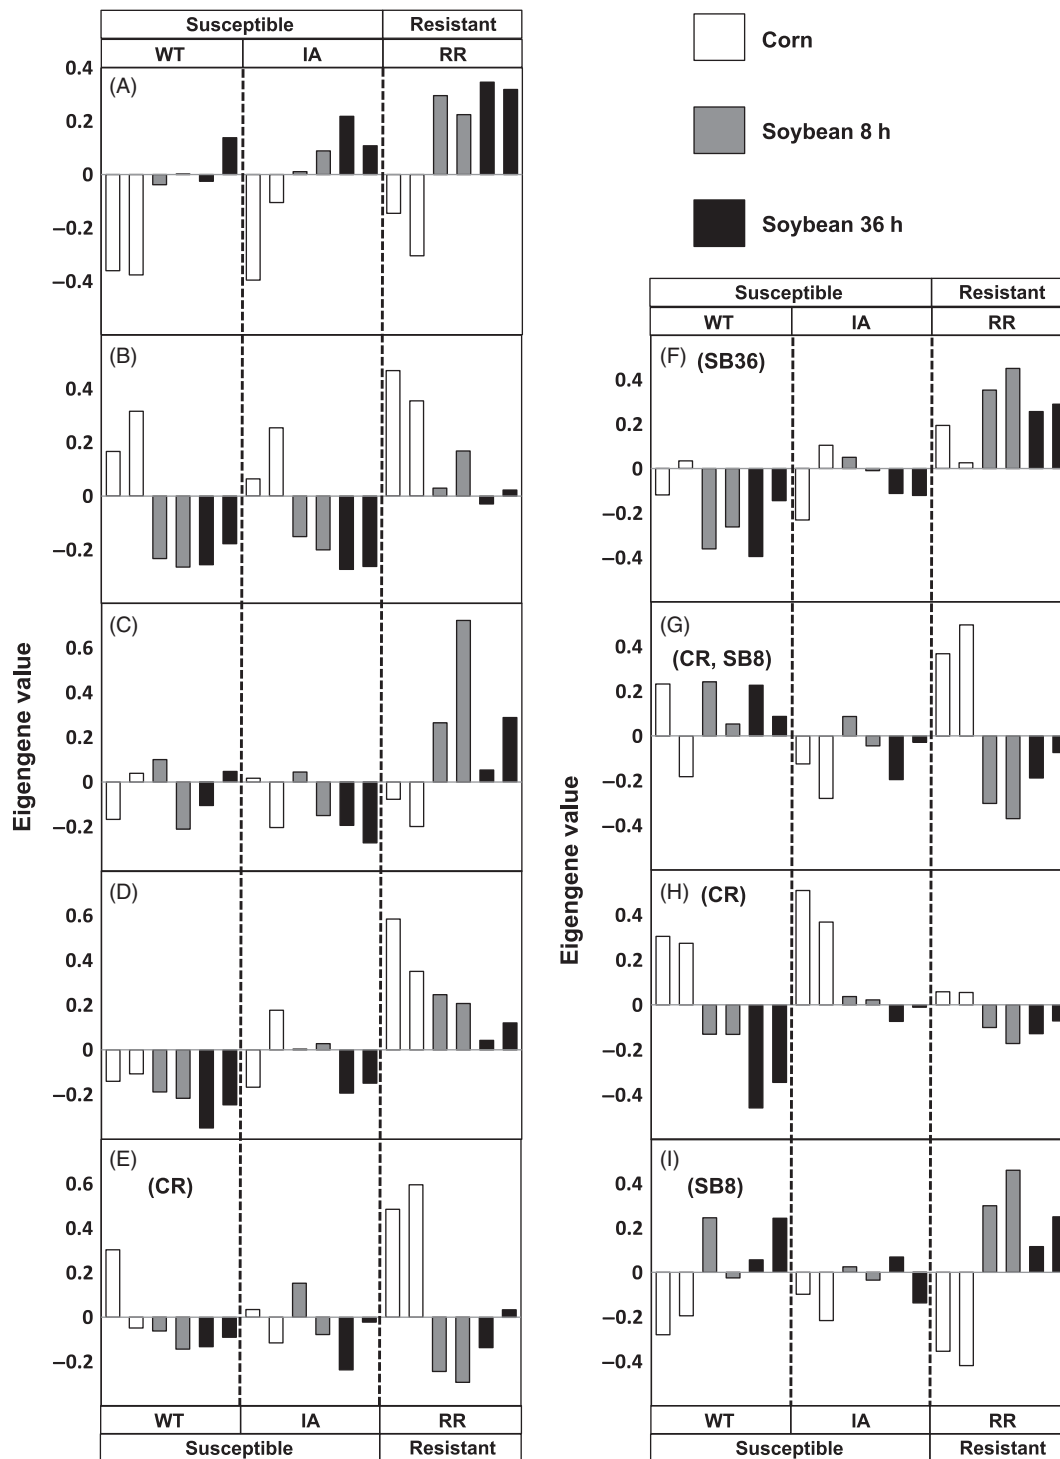 Susceptible Resistant
WT IA RR
(A)
0.4
0.2
0
−0.2
−0.4
(B)
0.4
0.2
0
−0.2
(C)
0.6
0.4
0.2
0
−0.2
(D)
0.6
0.4
0.2
0
−0.2
(E)
(CR)
0.6
0.4
0.2
0
−0.2
WT IA RR
Susceptible Resistant
Eigengene value
Corn
Soybean 8 h
Soybean 36 h
Susceptible Resistant
WT IA RR
(F) (SB36)
0.4
0.2
0
−0.2
−0.4
(G)
(CR, SB8)
0.4
0.2
0
−0.2
−0.4
(H) (CR)
0.4
0.2
0
−0.2
−0.4
(I)
(SB8)
0.4
0.2
0
−0.2
−0.4
WT IA RR
Susceptible Resistant
Eigengene value